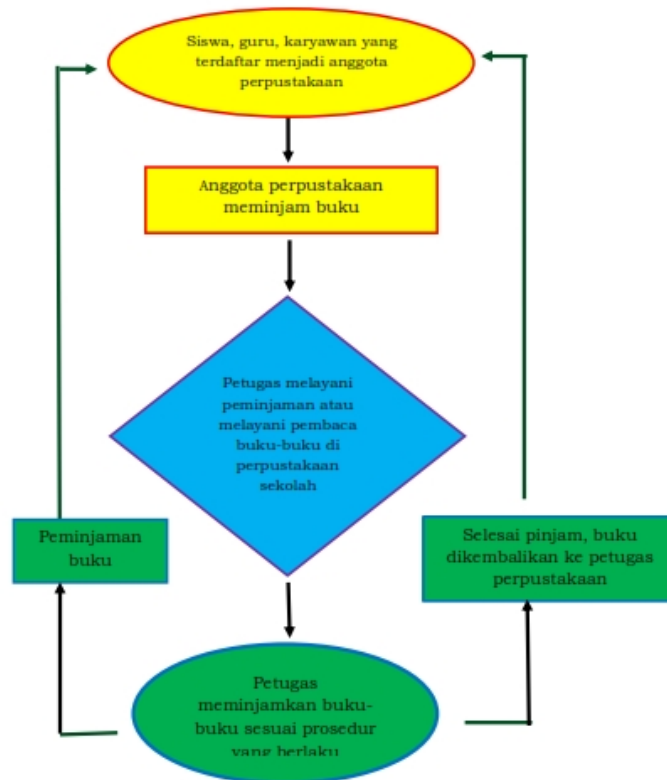 Siswa, guru, karyawan yang
terdaftar menjadi anggota
perpustakaan
Anggota perpustakaan
meminjam buku
Petugas melayani
peminjaman atau
melayani pembaca
buku-buku di
perpustakaan
sekolah
Peminjaman
buku
Selesai pinjam, buku
dikembalikan ke petugas
perpustakaan
Petugas
meminjamkan buku-
buku sesuai prosedur
yang berlaku